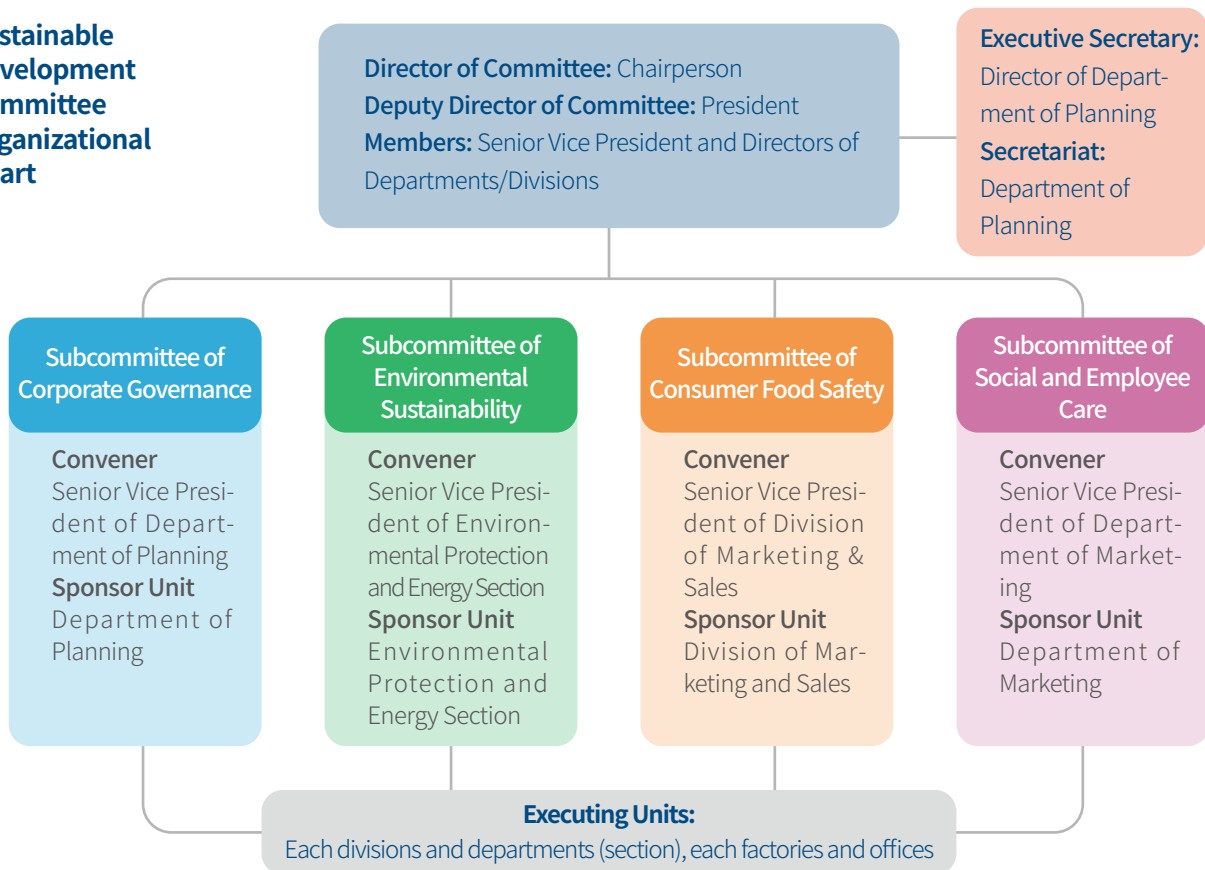 stainable
velopment
mmittee
ganizational
art
Director of Committee: Chairperson
Deputy Director of Committee: President
Members: Senior Vice President and Directors of
Departments/Divisions
Executive Secretary:
Director of Depart-
ment of Planning
Secretariat:
Department of
Planning
Subcommittee of
Corporate Governance
Convener
Senior Vice Presi-
dent of Depart-
ment of Planning
Sponsor Unit
Department of
Planning
Subcommittee of
Environmental
Sustainability
Convener
Senior Vice Presi-
dent of Environ-
mental Protection
and Energy Section
Sponsor Unit
Environmental
Protection and
Energy Section
Subcommittee of
Consumer Food Safety
Convener
Senior Vice Presi-
dent of Division
of Marketing &
Sales
Sponsor Unit
Division of Mar-
keting and Sales
Subcommittee of
Social and Employee
Care
Convener
Senior Vice Presi-
dent of Depart-
ment of Market-
ing
Sponsor Unit
Department of
Marketing
Executing Units:
Each divisions and departments (section), each factories and offices